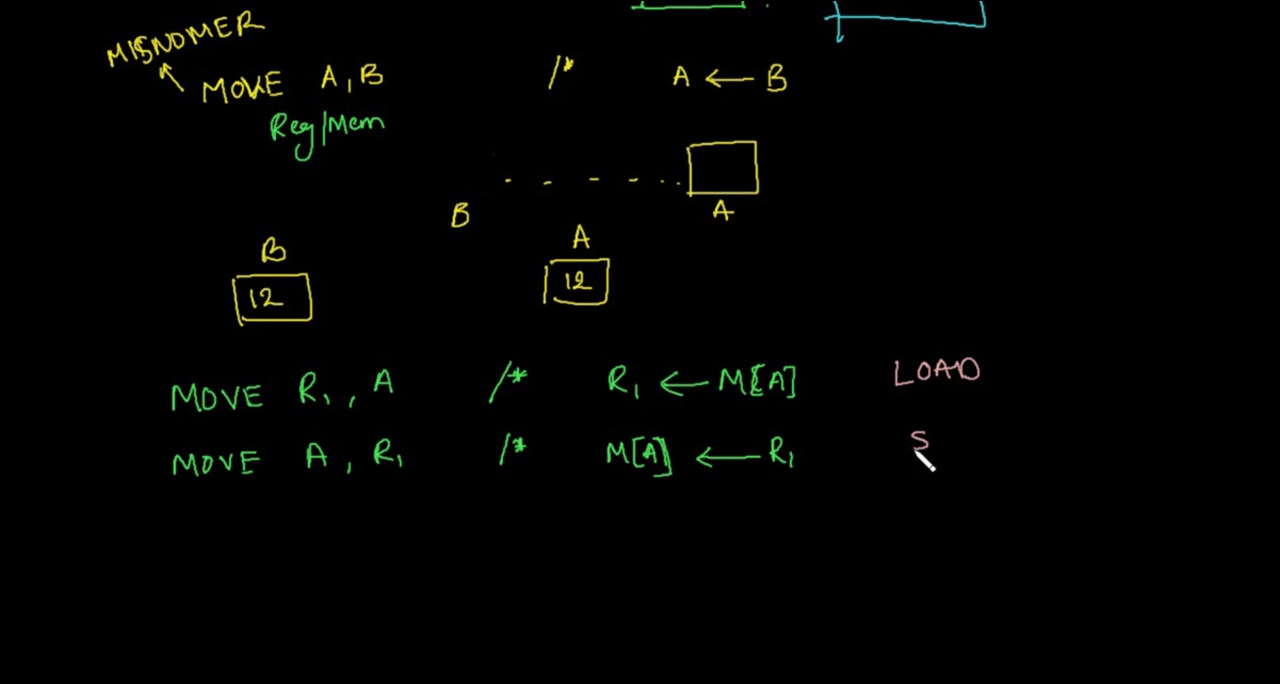 MISNOMER
MOVE A, B /* A ← B
Reg/Mem
A
B
A
B
12
12
MOVE R1, A /* R1 ← M[A] LOAD
MOVE A, R1 /* M[A] ← R1 S